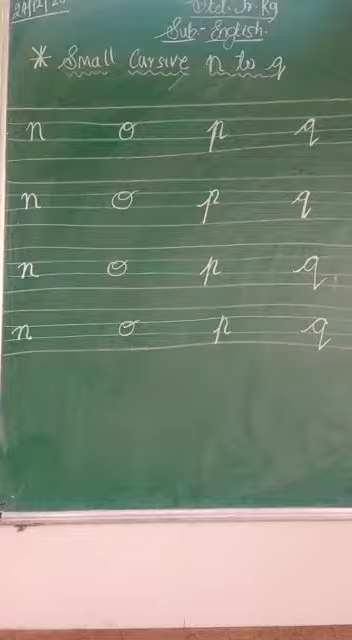 Std. Jr. Kg
Sub:- English.
* Small Cursive n to q
n o p q
n o p q
n o p q
n o p q